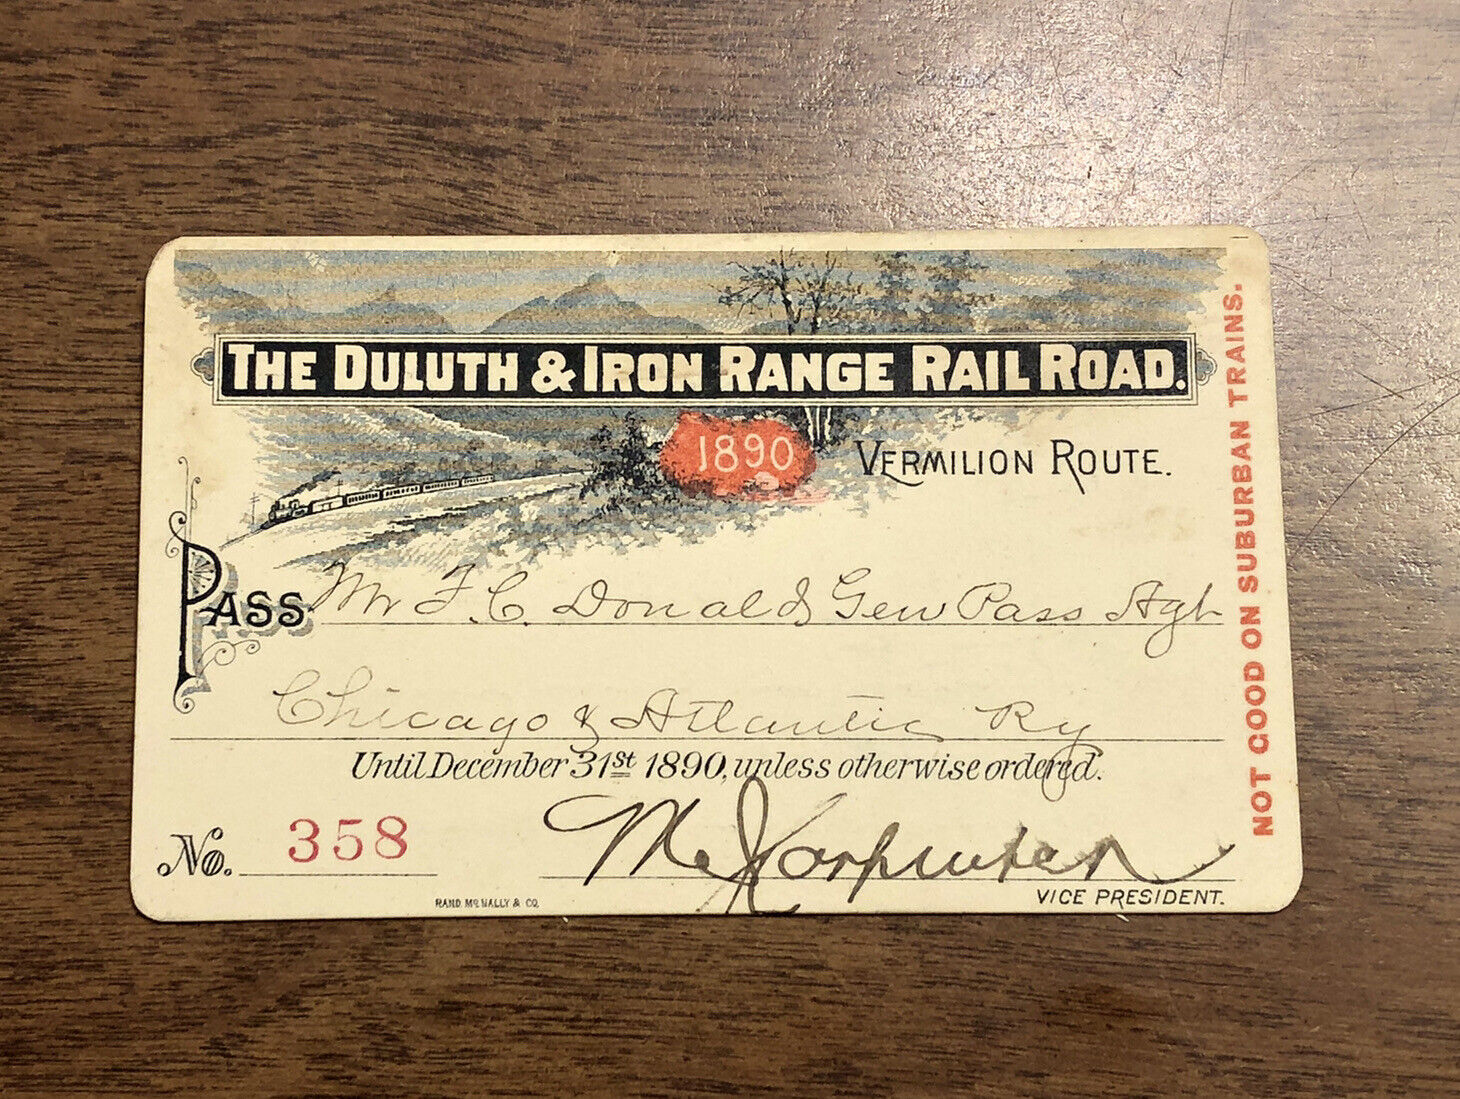 THE DULUTH & IRON RANGE RAIL ROAD.
1890
VERMILION ROUTE.
PASS Mr F. C. Donald Gen Pass Agt
Chicago & Atlantic Ry
Until December 31st 1890, unless otherwise ordered.
No. 358
VICE PRESIDENT.
RAND MCNALLY & CO.
NOT GOOD ON SUBURBAN TRAINS.